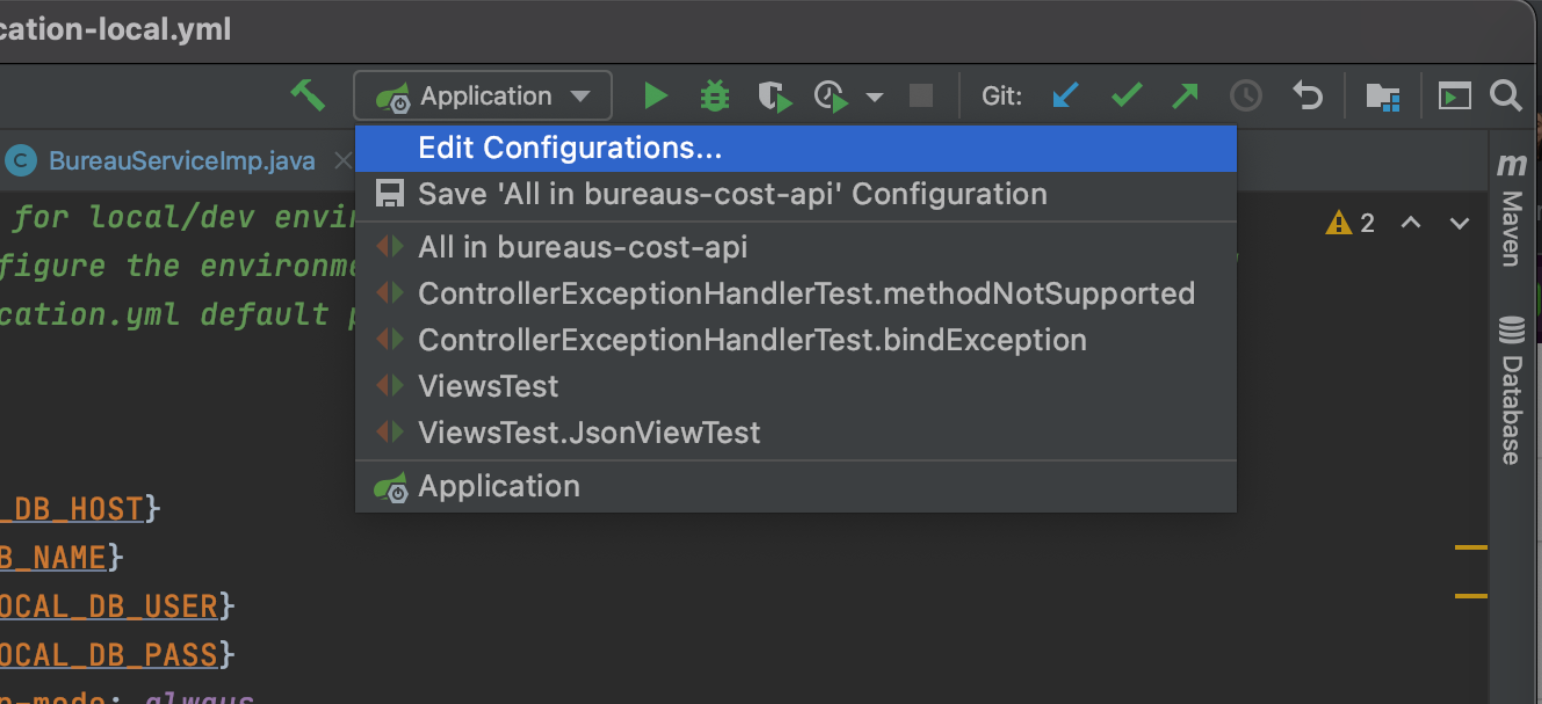 cation-local.yml
Application
Git:
BureauServiceImp.java
Edit Configurations...
Save 'All in bureaus-cost-api' Configuration
All in bureaus-cost-api
ControllerExceptionHandlerTest.methodNotSupported
ControllerExceptionHandlerTest.bindException
ViewsTest
ViewsTest.JsonViewTest
Application
for local/dev envir
figure the environme
cation.yml default p
2
_DB_HOST}
B_NAME}
OCAL_DB_USER}
OCAL_DB_PASS}
n-mode: always
m Maven
Database